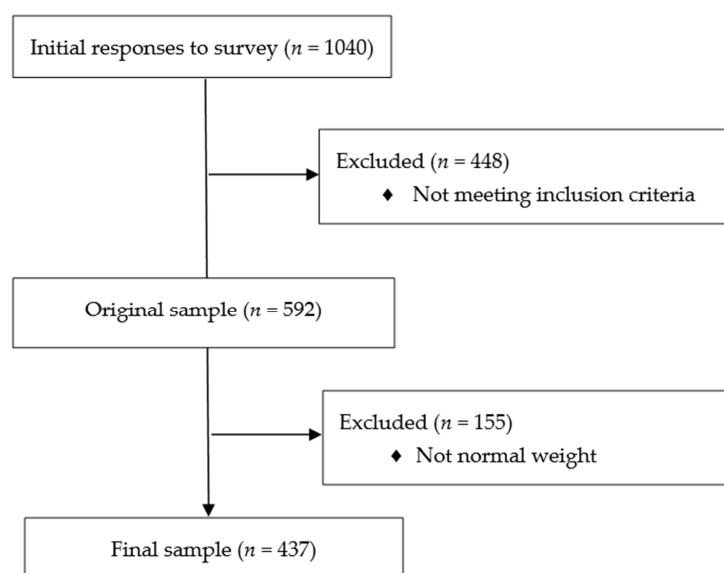 Initial responses to survey (n = 1040)
Excluded (n = 448)
♦ Not meeting inclusion criteria
Original sample (n = 592)
Excluded (n = 155)
♦ Not normal weight
Final sample (n = 437)